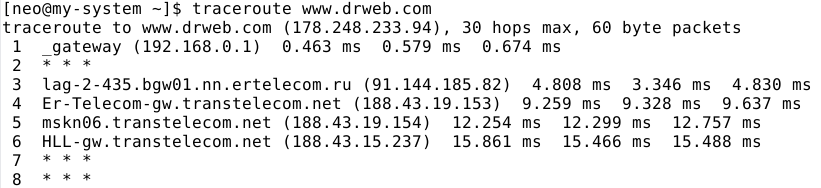 [neo@my-system ~]$ traceroute www.drweb.com
traceroute to www.drweb.com (178.248.233.94), 30 hops max, 60 byte packets
1 _gateway (192.168.0.1) 0.463 ms 0.579 ms 0.674 ms
2 * * *
3 lag-2-435.bgw01.nn.ertelecom.ru (91.144.185.82) 4.808 ms 3.346 ms 4.830 ms
4 Er-Telecom-gw.transtelecom.net (188.43.19.153) 9.259 ms 9.328 ms 9.637 ms
5 mskn06.transtelecom.net (188.43.19.154) 12.254 ms 12.299 ms 12.757 ms
6 HLL-gw.transtelecom.net (188.43.15.237) 15.861 ms 15.466 ms 15.488 ms
7 * * *
8 * * *